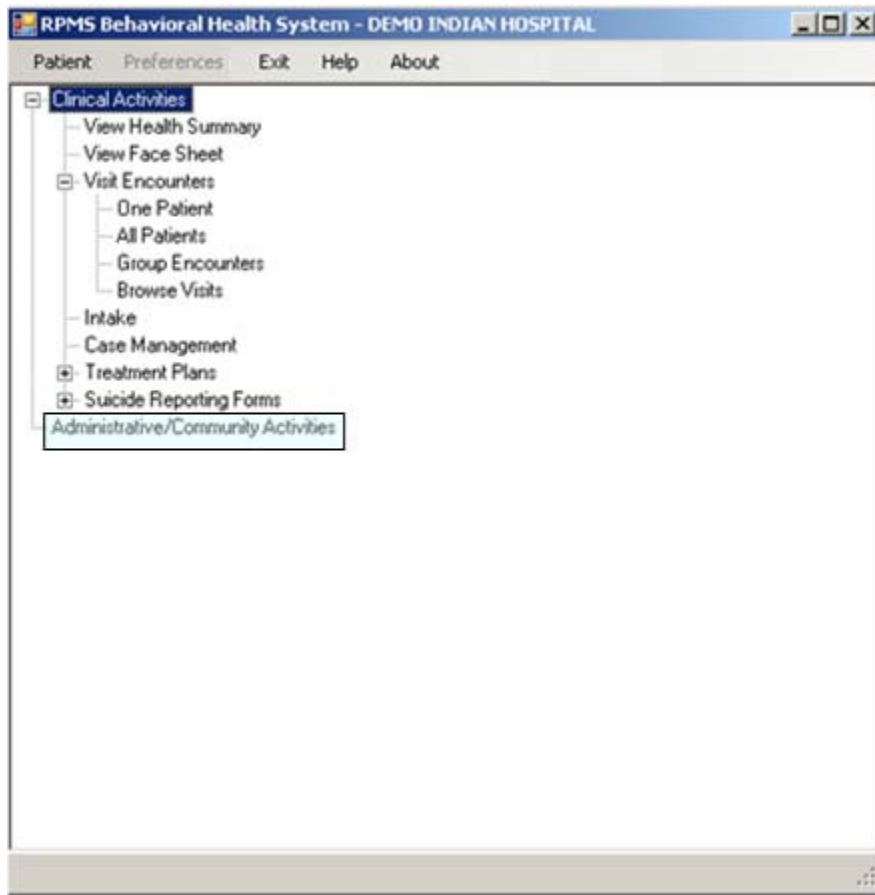 RPMS Behavioral Health System - DEMO INDIAN HOSPITAL
Patient Preferences Exit Help About
Clinical Activities
View Health Summary
View Face Sheet
Visit Encounters
One Patient
All Patients
Group Encounters
Browse Visits
Intake
Case Management
Treatment Plans
Suicide Reporting Forms
Administrative/Community Activities